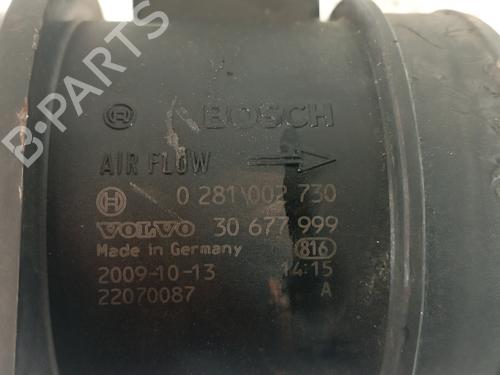 B-PARTS
BOSCH
AIR FLOW
0 281 002 730
VOLVO 30 677 999
Made in Germany 816
2009-10-13 14:15
22070087 A